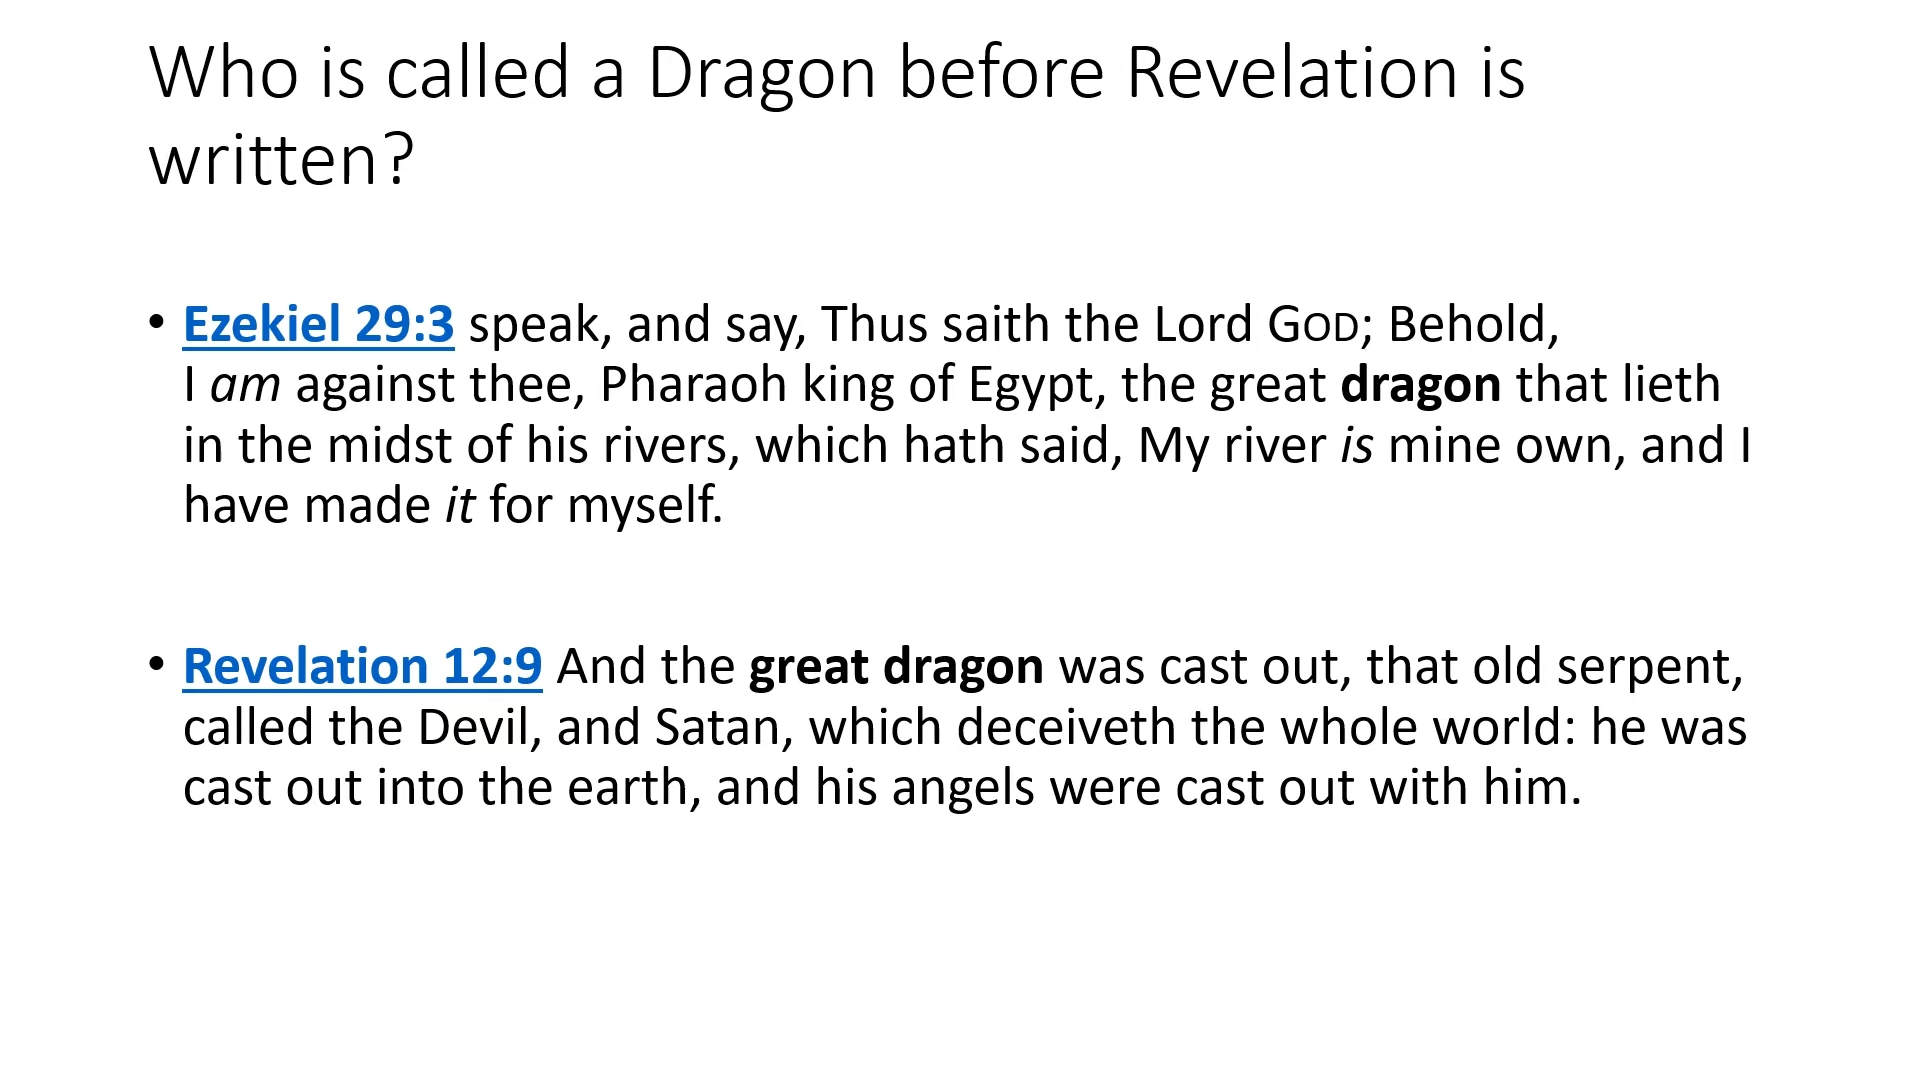 Who is called a Dragon before Revelation is
written?
• Ezekiel 29:3 speak, and say, Thus saith the Lord GOD; Behold,
I am against thee, Pharaoh king of Egypt, the great dragon that lieth
in the midst of his rivers, which hath said, My river is mine own, and I
have made it for myself.
• Revelation 12:9 And the great dragon was cast out, that old serpent,
called the Devil, and Satan, which deceiveth the whole world: he was
cast out into the earth, and his angels were cast out with him.